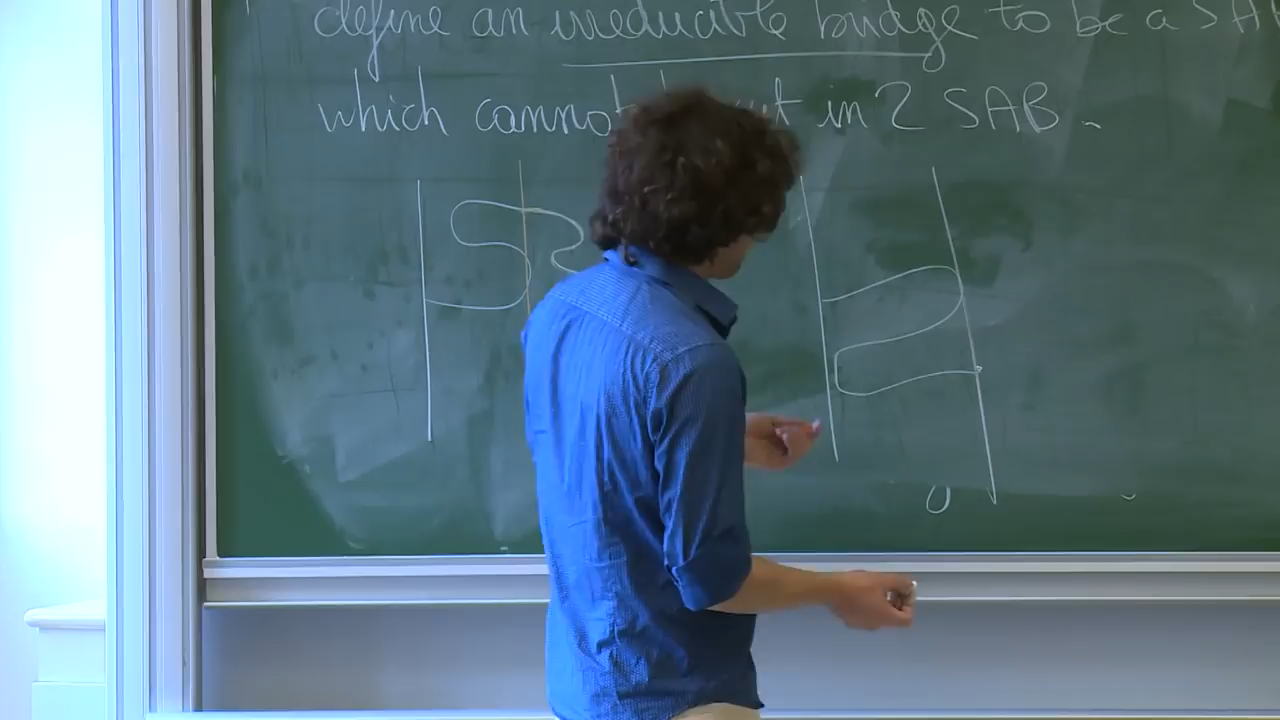 define an irreducible bridge to be a SA
which cannot in 2 SAB.